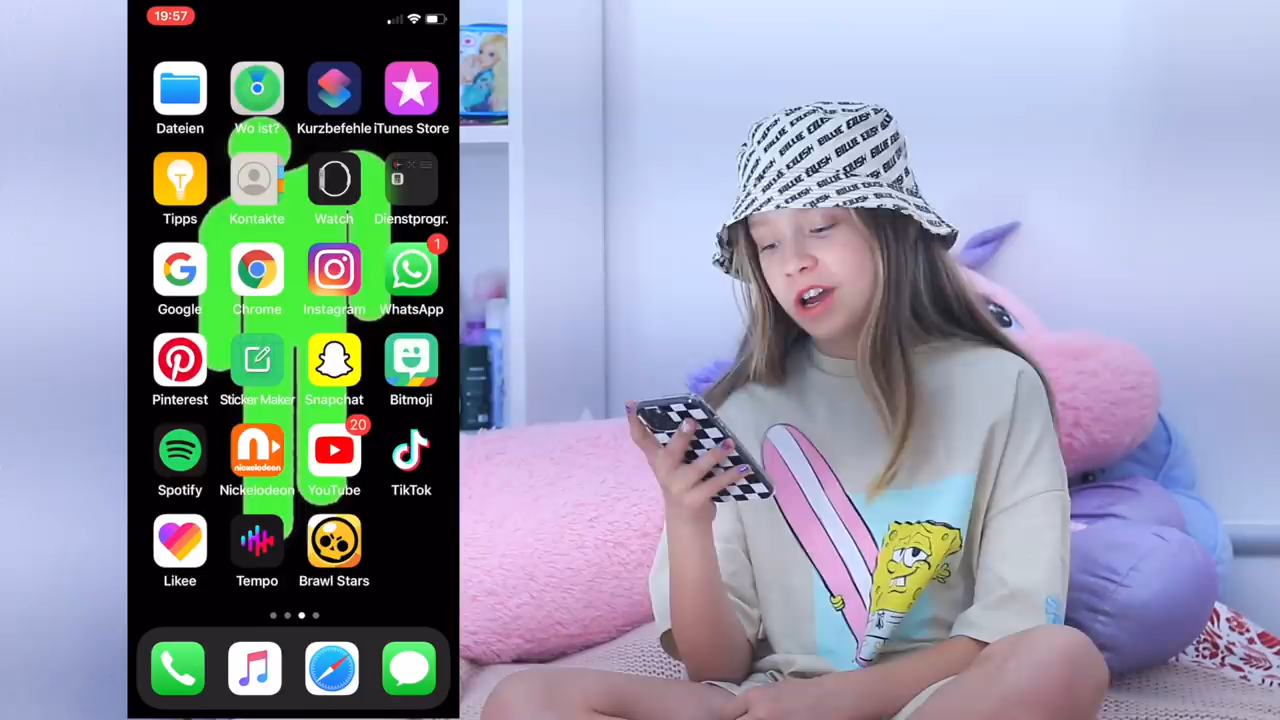 19:57
Dateien
Wo ist?
Kurzbefehle
iTunes Store
Tipps
Kontakte
Watch
Dienstprogr.
1
Google
Chrome
Instagram
WhatsApp
Pinterest
Sticker Maker
Snapchat
Bitmoji
nickelodeon
20
Spotify
Nickelodeon
YouTube
TikTok
Likee
Tempo
Brawl Stars
BILLIE EILISH